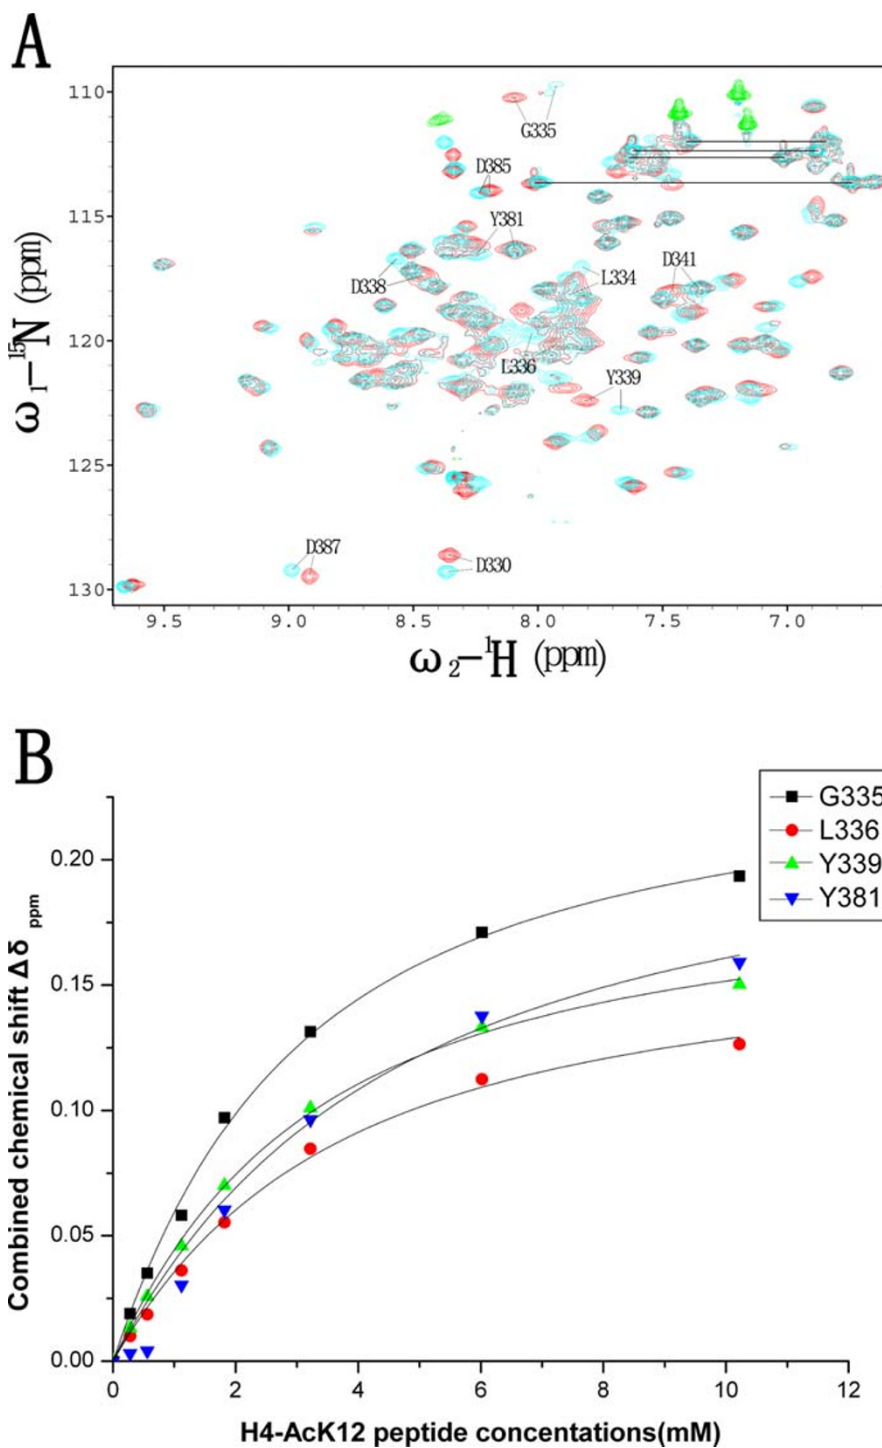 A
110
115
120
125
130
ω₁-¹⁵N (ppm)
G335
D385
Y381
D338
L334
D341
L336
Y339
D387
D330
9.5 9.0 8.5 8.0 7.5 7.0
ω₂-¹H (ppm)
B
G335
L336
Y339
Y381
0.20
0.15
0.10
0.05
0.00
Combined chemical shift Δδ ppm
0 2 4 6 8 10 12
H4-AcK12 peptide concentations(mM)